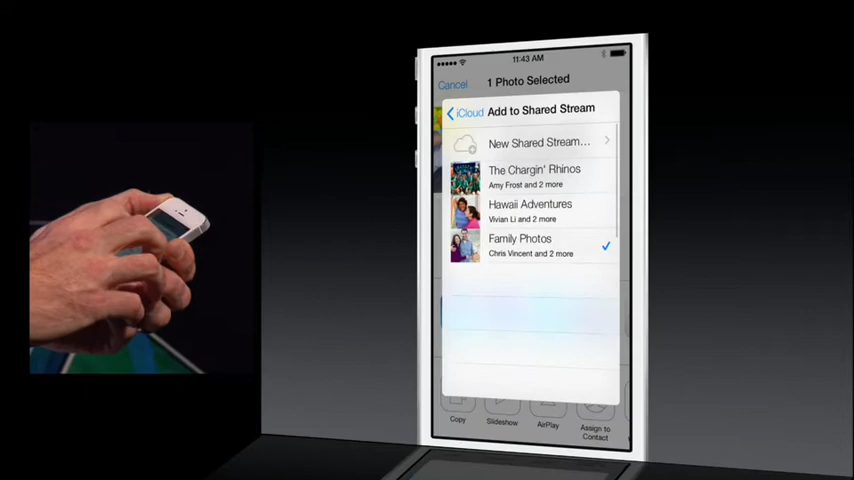 11:43 AM
Cancel
1 Photo Selected
iCloud
Add to Shared Stream
New Shared Stream...
The Chargin' Rhinos
Amy Frost and 2 more
Hawaii Adventures
Vivian Li and 2 more
Family Photos
Chris Vincent and 2 more
Copy
Slideshow
AirPlay
Assign to
Contact